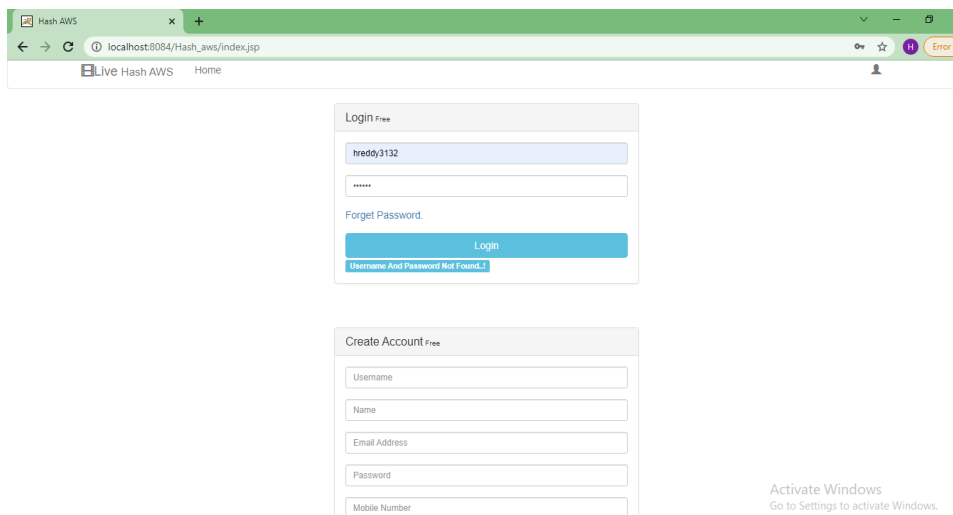 Hash AWS
localhost:8084/Hash_aws/index.jsp
H
Error
Live Hash AWS Home
Login Free
hreddy3132
••••••
Forget Password.
Login
Username And Password Not Found..!
Create Account Free
Username
Name
Email Address
Password
Mobile Number
Activate Windows
Go to Settings to activate Windows.